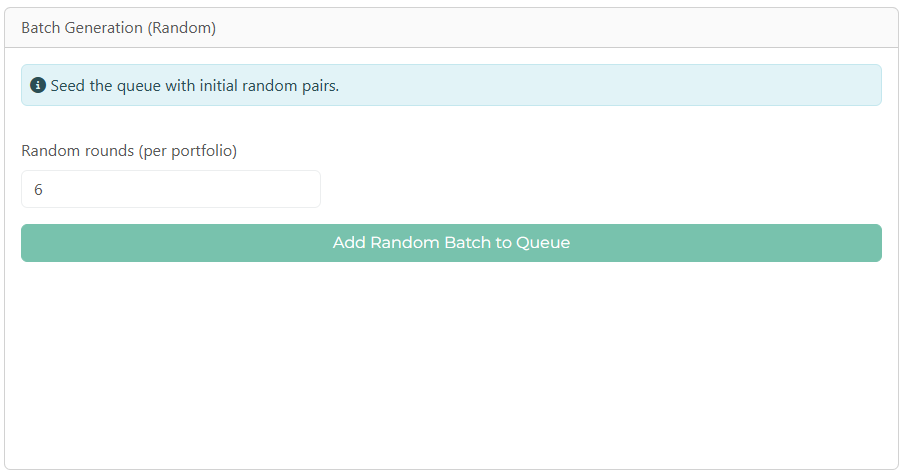 Batch Generation (Random)
Seed the queue with initial random pairs.
Random rounds (per portfolio)
6
Add Random Batch to Queue